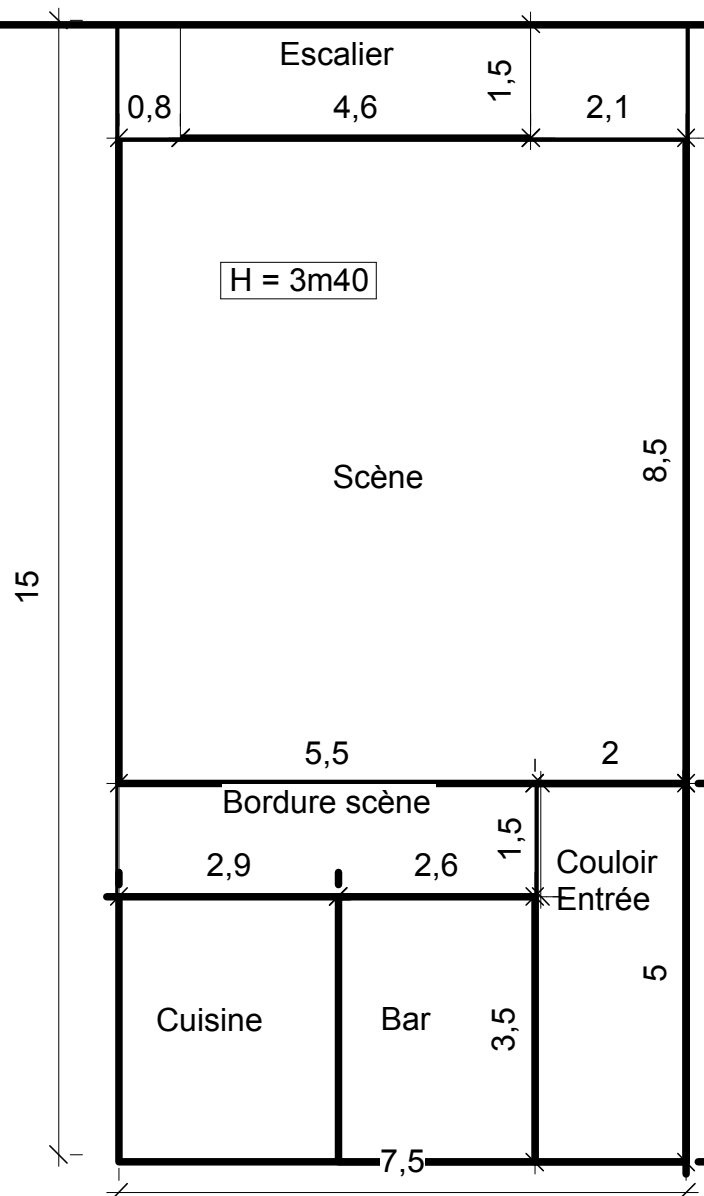 Escalier
1,5
0,8
4,6
2,1
H = 3m40
Scène
8,5
15
5,5
2
Bordure scène
1,5
2,9
2,6
Couloir
Entrée
5
Cuisine
Bar
3,5
7,5